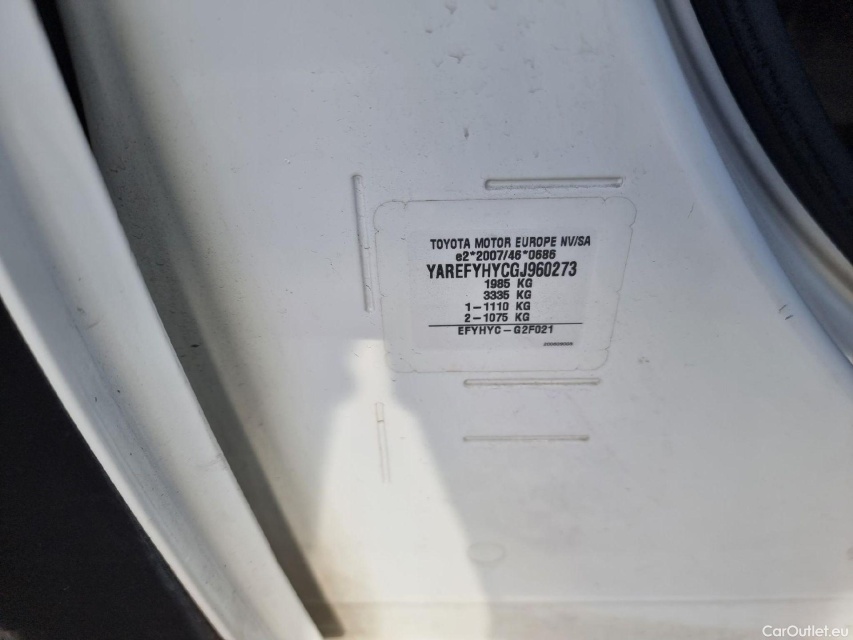 TOYOTA MOTOR EUROPE NV/SA
e2*2007/46*0686
YAREFYHYCGJ960273
1985 KG
3335 KG
1-1110 KG
2-1075 KG
EFYHYC-G2F021
CarOutlet.eu